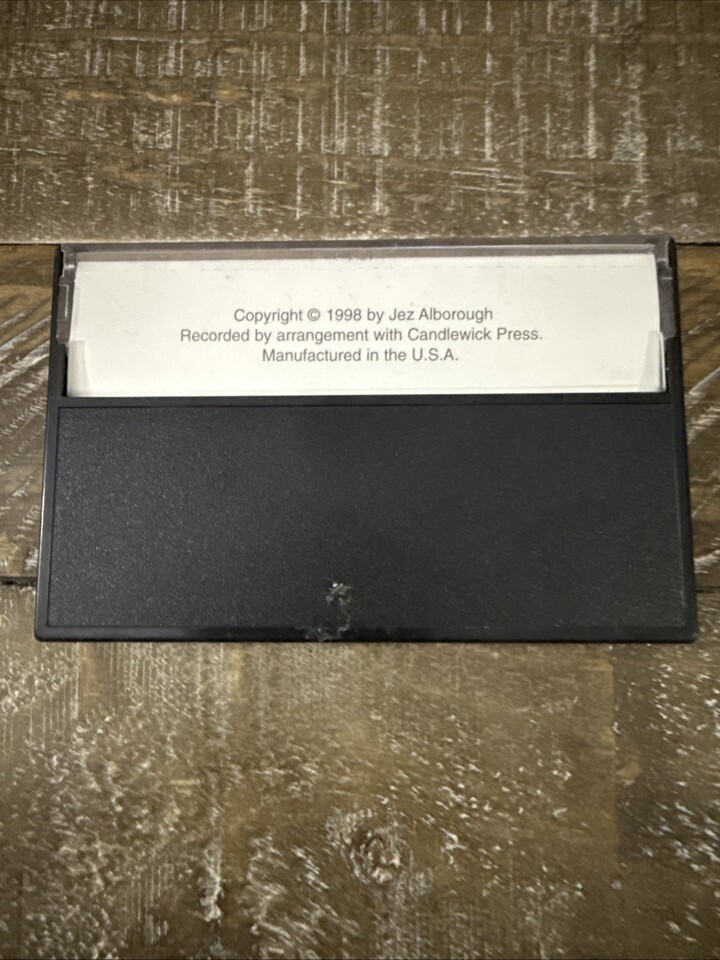 Copyright © 1998 by Jez Alborough
Recorded by arrangement with Candlewick Press.
Manufactured in the U.S.A.